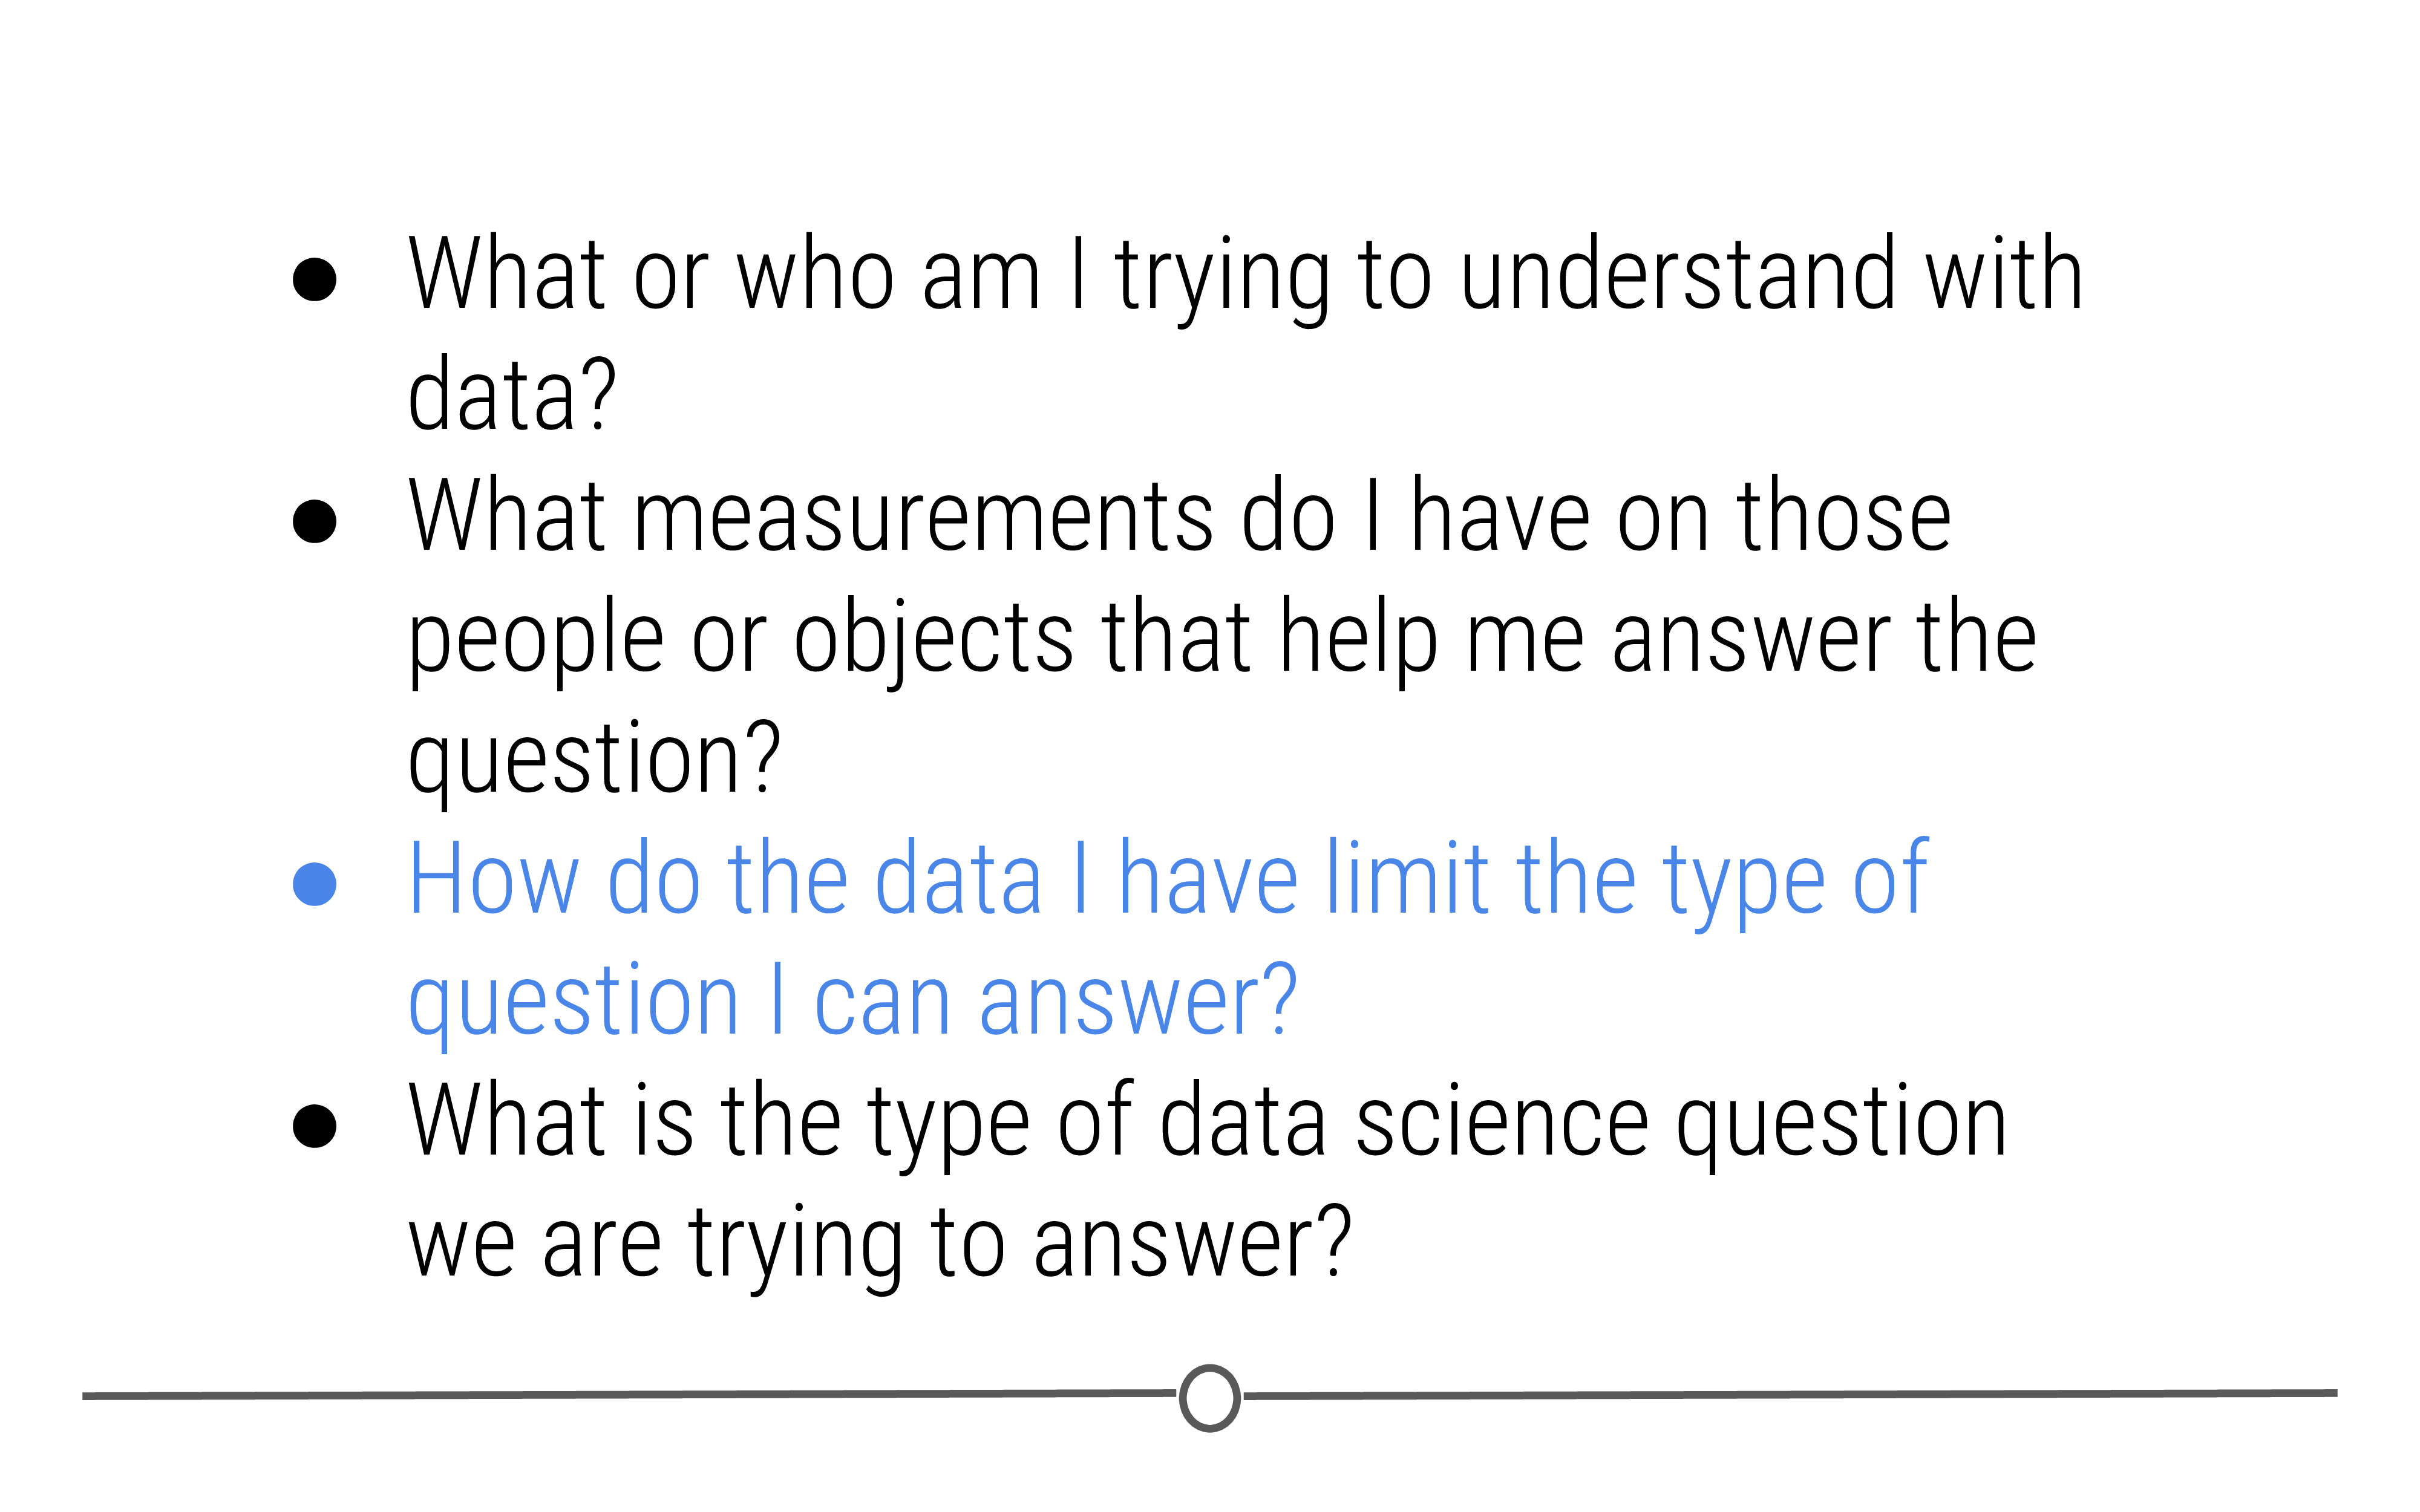 ● What or who am I trying to understand with
data?
● What measurements do I have on those
people or objects that help me answer the
question?
● How do the data I have limit the type of
question I can answer?
● What is the type of data science question
we are trying to answer?